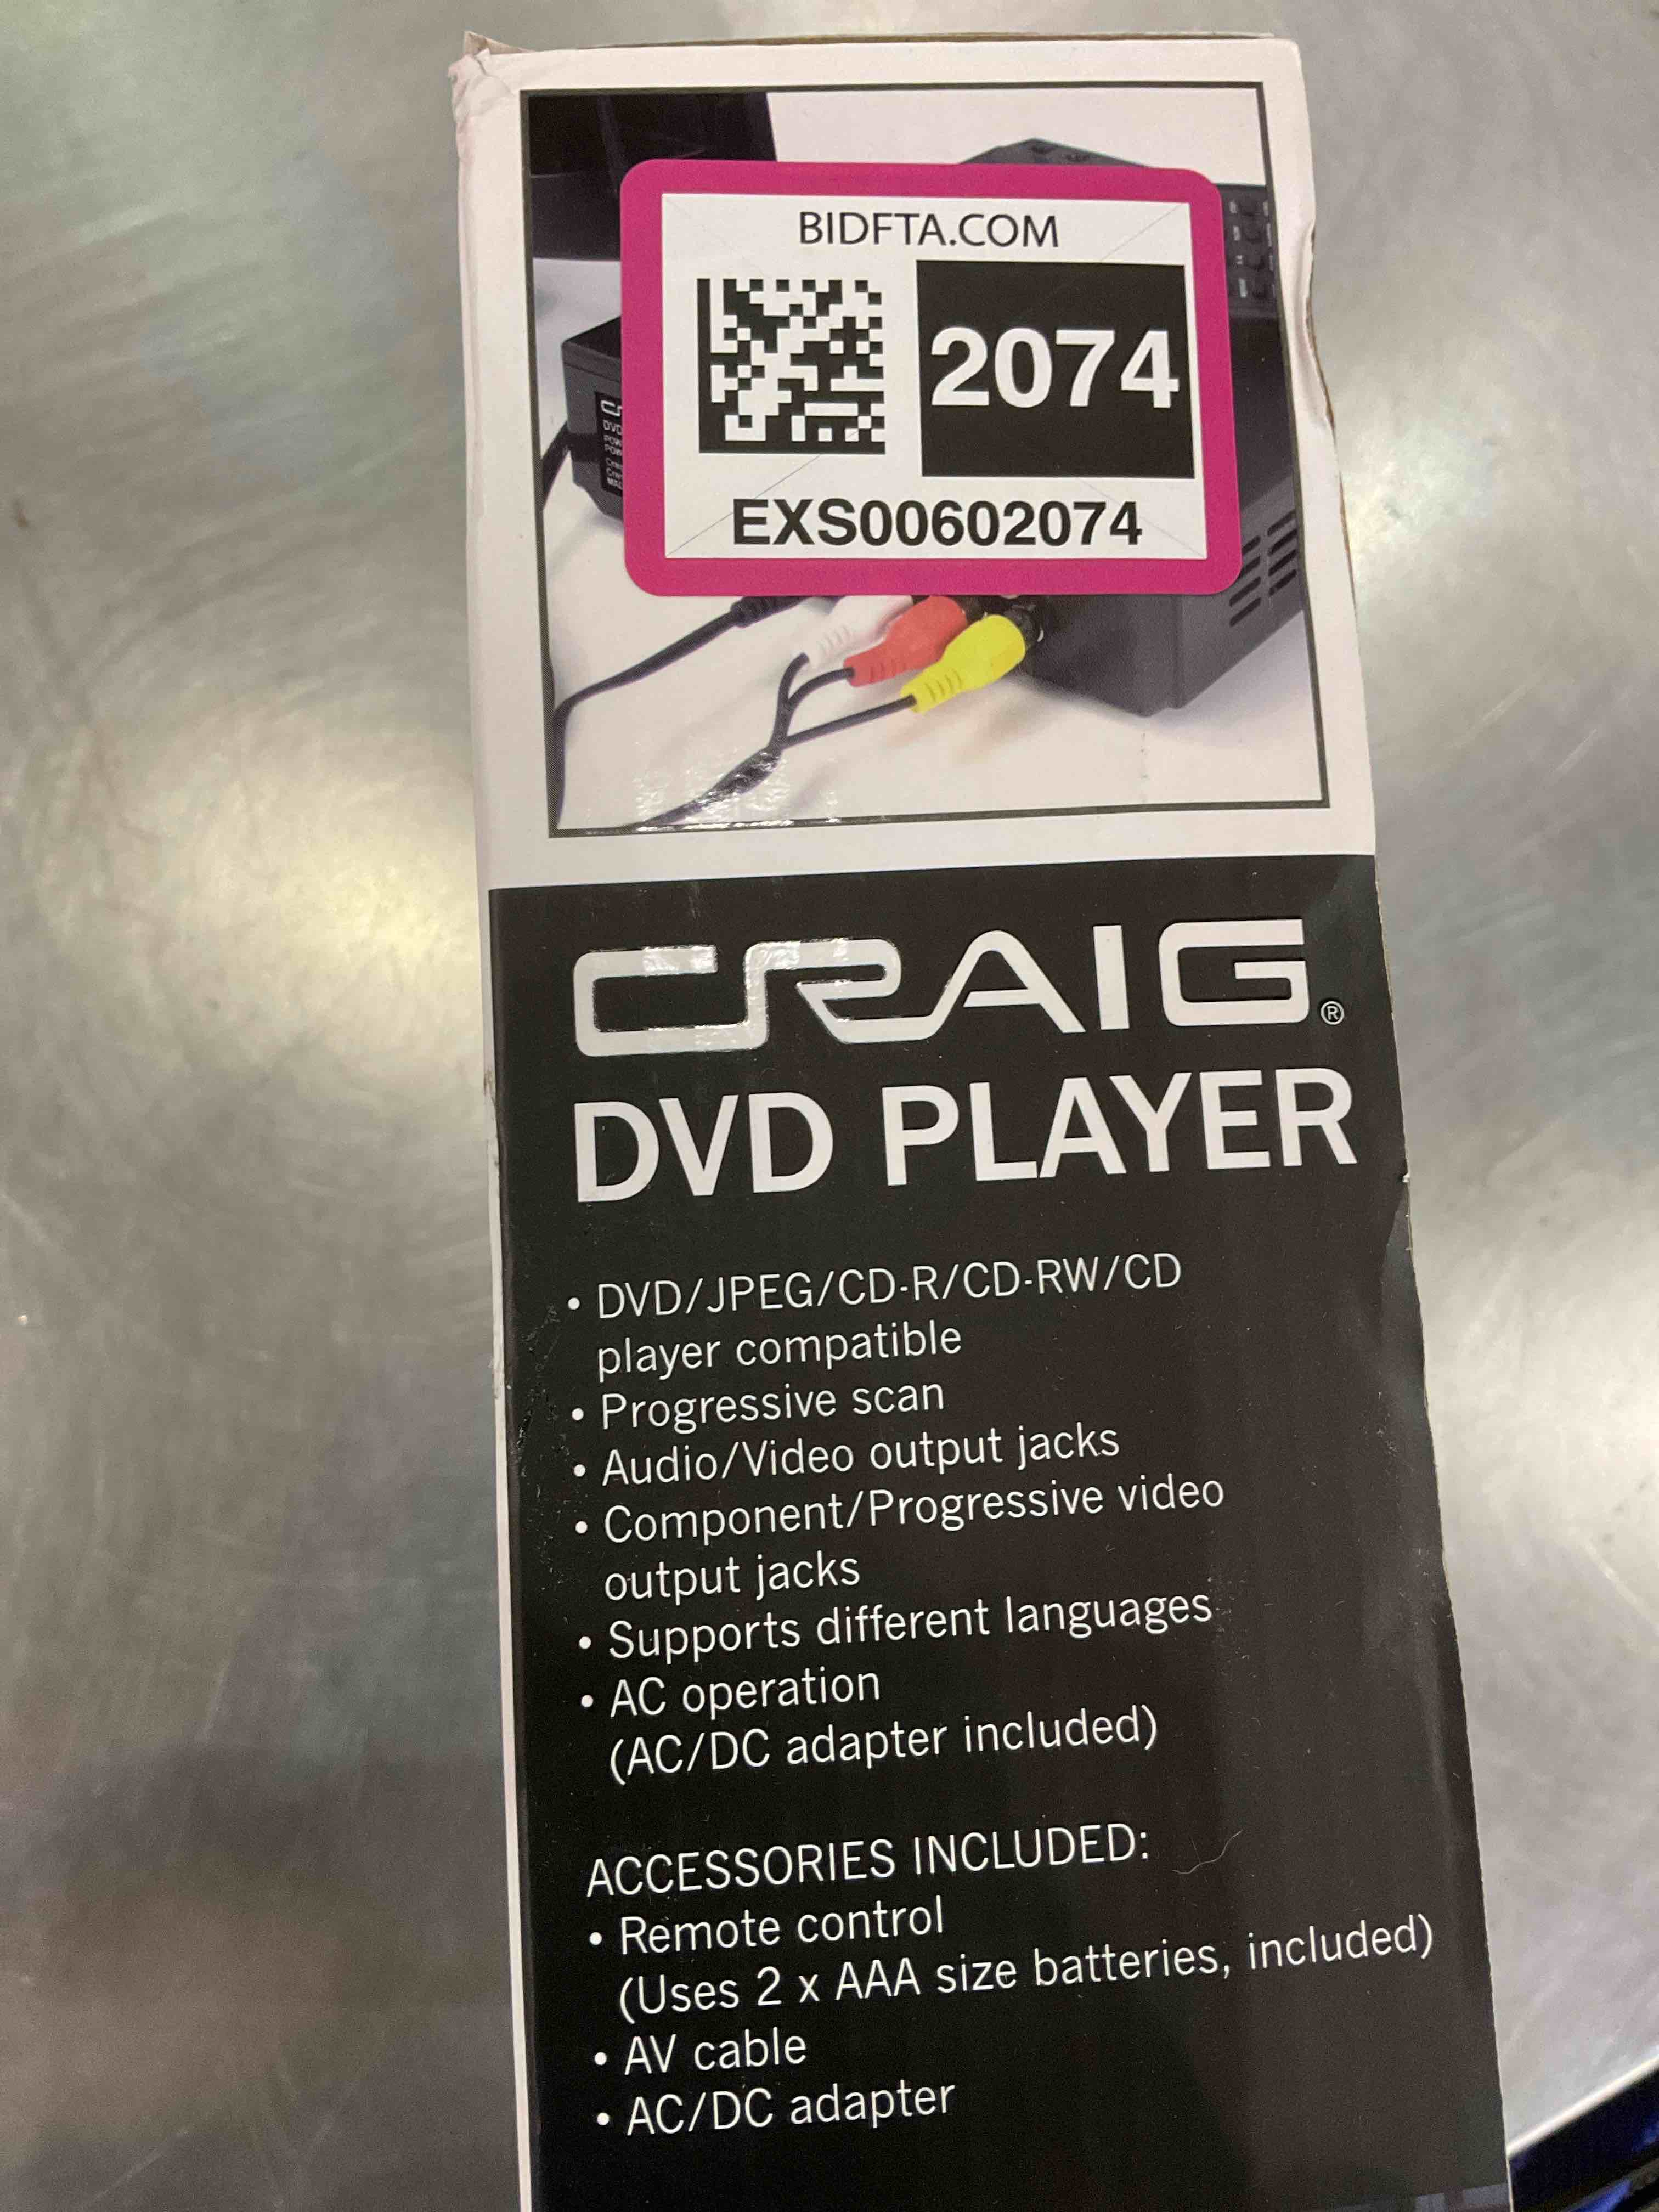 BIDFTA.COM
2074
EXS00602074
CRAIG®
DVD PLAYER
• DVD/JPEG/CD-R/CD-RW/CD
player compatible
• Progressive scan
• Audio/Video output jacks
• Component/Progressive video
output jacks
• Supports different languages
• AC operation
(AC/DC adapter included)
ACCESSORIES INCLUDED:
• Remote control
(Uses 2 x AAA size batteries, included)
• AV cable
• AC/DC adapter